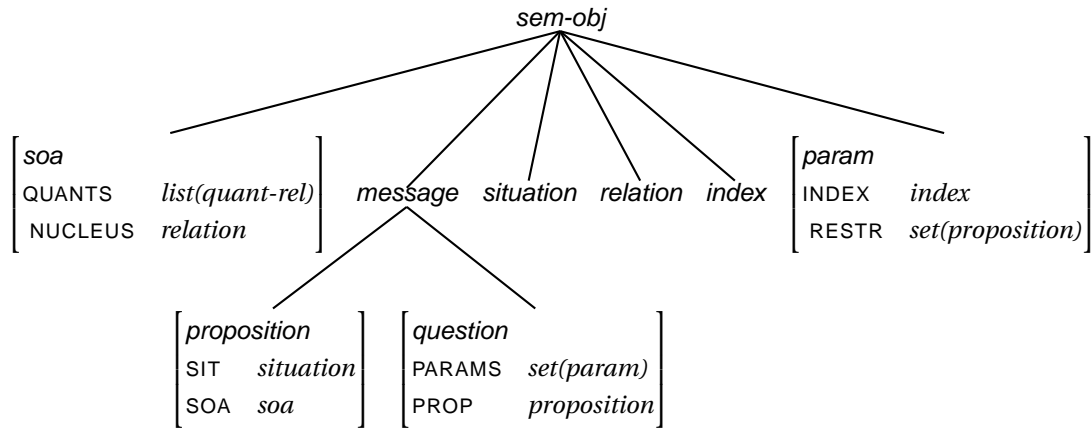 sem-obj
soa
QUANTS list(quant-rel)
NUCLEUS relation
message situation relation index
param
INDEX index
RESTR set(proposition)
proposition
SIT situation
SOA soa
question
PARAMS set(param)
PROP proposition